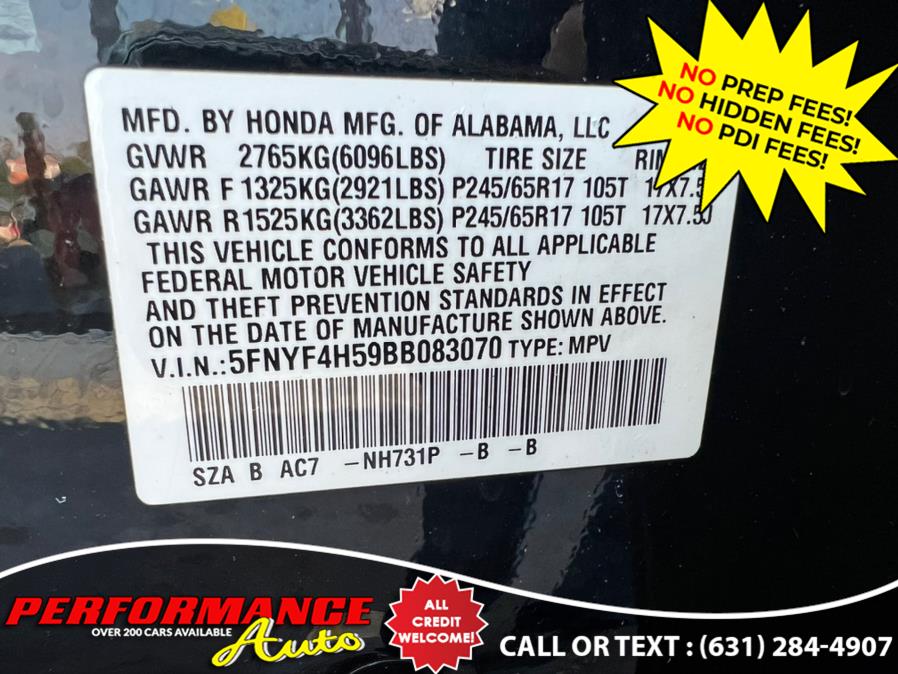 MFD. BY HONDA MFG. OF ALABAMA, LLC
GVWR 2765KG(6096LBS) TIRE SIZE
GAWR F 1325KG(2921LBS) P245/65R17 105T
GAWR R 1525KG(3362LBS) P245/65R17 105T 17X7.5J
THIS VEHICLE CONFORMS TO ALL APPLICABLE
FEDERAL MOTOR VEHICLE SAFETY
AND THEFT PREVENTION STANDARDS IN EFFECT
ON THE DATE OF MANUFACTURE SHOWN ABOVE.
V.I.N.:5FNYF4H59BB083070 TYPE: MPV
SZA B AC7 -NH731P -B -B
NO PREP FEES!
NO HIDDEN FEES!
NO PDI FEES!
PERFORMANCE
OVER 200 CARS AVAILABLE
Auto
ALL
CREDIT
WELCOME!
CALL OR TEXT : (631) 284-4907